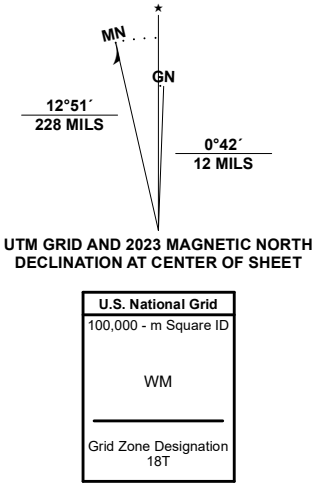 ★
MN
GN
12°51´
228 MILS
0°42´
12 MILS
UTM GRID AND 2023 MAGNETIC NORTH
DECLINATION AT CENTER OF SHEET
U.S. National Grid
100,000 - m Square ID
WM
Grid Zone Designation
18T